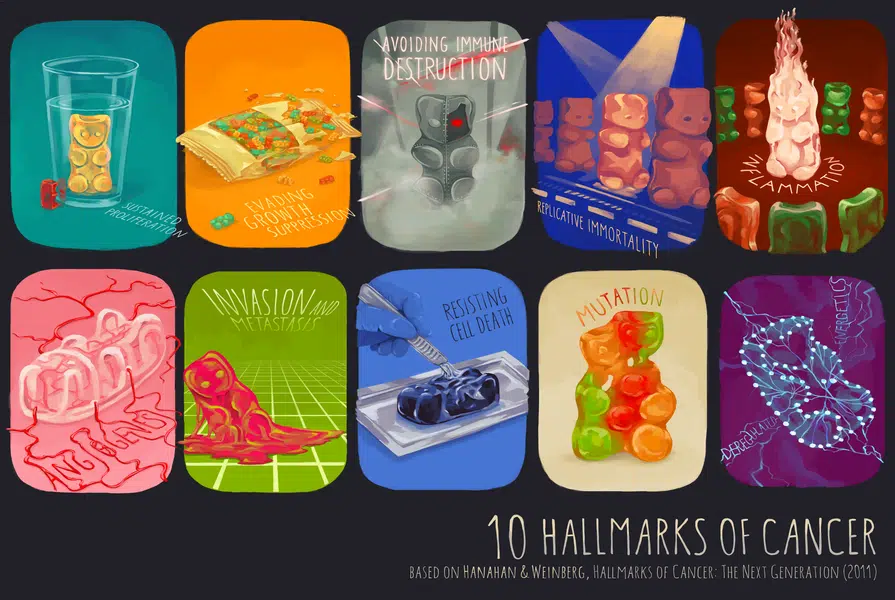 SUSTAINED
PROLIFERATION
EVADING
GROWTH
SUPPRESSION
AVOIDING IMMUNE
DESTRUCTION
REPLICATIVE IMMORTALITY
INFLAMMATION
ANGIOGENESIS
INVASION AND
METASTASIS
RESISTING
CELL DEATH
MUTATION
DEREGULATED
ENERGETICS
10 HALLMARKS OF CANCER
BASED ON HANAHAN & WEINBERG, HALLMARKS OF CANCER: THE NEXT GENERATION (2011)